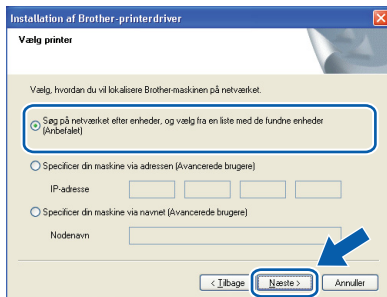 Installation af Brother-printerdriver
Vælg printer
Vælg, hvordan du vil lokalisere Brother-maskinen på netværket.
Søg på netværket efter enheder, og vælg fra en liste med de fundne enheder
(Anbefalet)
Specificer din maskine via adressen (Avancerede brugere)
IP-adresse
Specificer din maskine via navnet (Avancerede brugere)
Nodenavn
< Tilbage
Næste >
Annuller